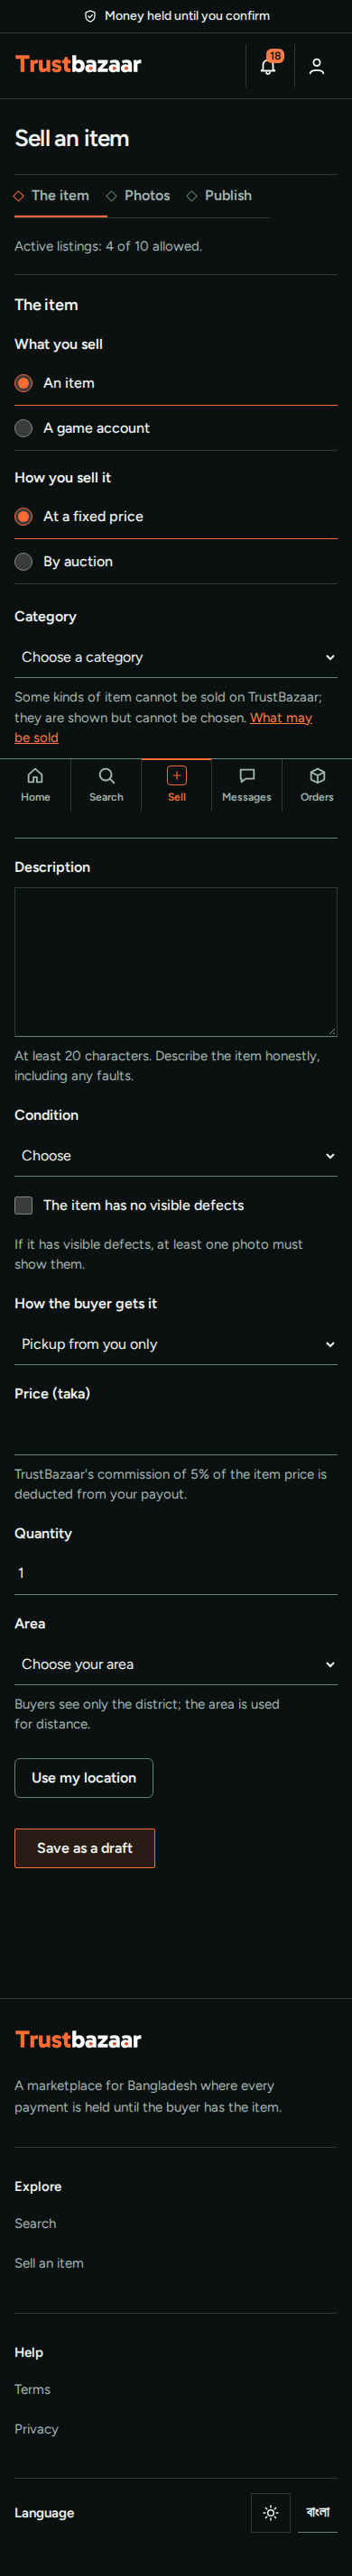 Money held until you confirm
Trustbazaar
18
Sell an item
The item
Photos
Publish
Active listings: 4 of 10 allowed.
The item
What you sell
An item
A game account
How you sell it
At a fixed price
By auction
Category
Choose a category
Some kinds of item cannot be sold on TrustBazaar;
they are shown but cannot be chosen. What may
be sold
Home
Search
Sell
Messages
Orders
Description
At least 20 characters. Describe the item honestly,
including any faults.
Condition
Choose
The item has no visible defects
If it has visible defects, at least one photo must
show them.
How the buyer gets it
Pickup from you only
Price (taka)
TrustBazaar's commission of 5% of the item price is
deducted from your payout.
Quantity
1
Area
Choose your area
Buyers see only the district; the area is used
for distance.
Use my location
Save as a draft
Trustbazaar
A marketplace for Bangladesh where every
payment is held until the buyer has the item.
Explore
Search
Sell an item
Help
Terms
Privacy
Language
বাংলা